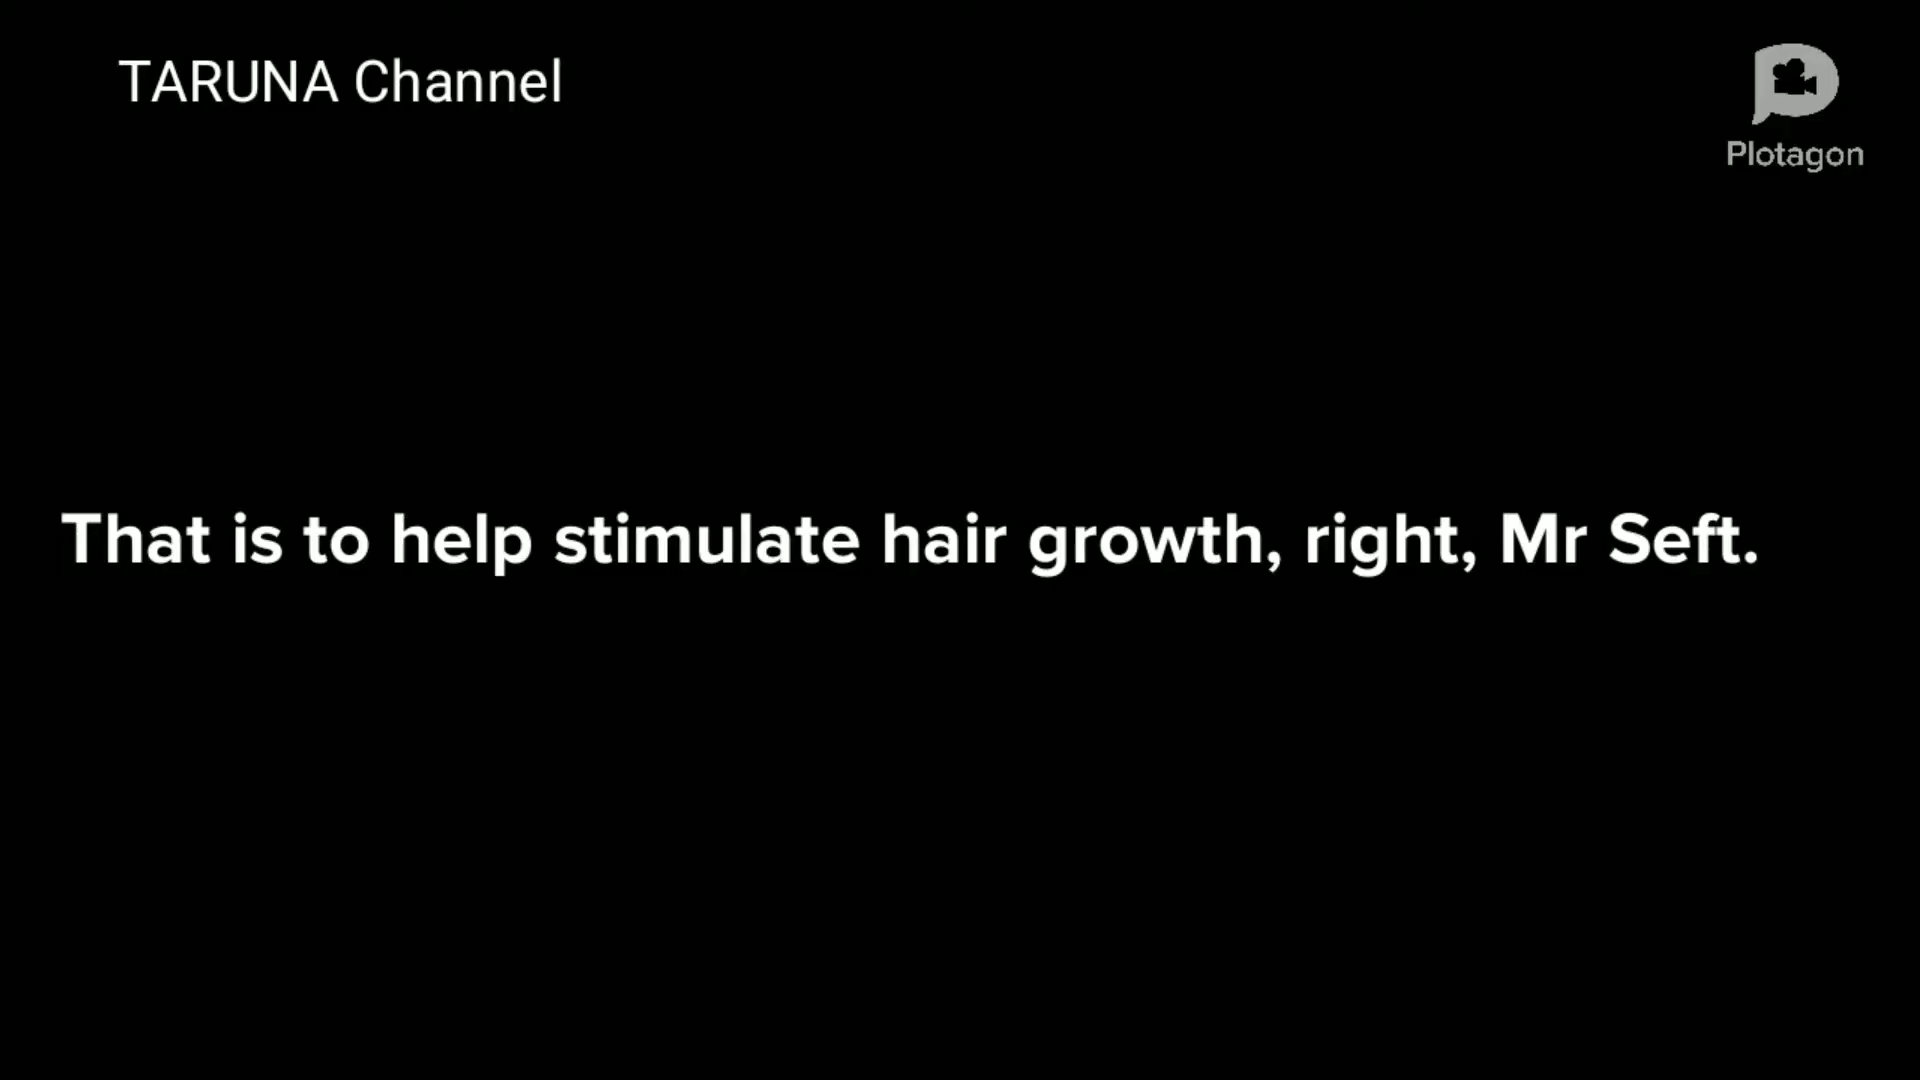 TARUNA Channel
Plotagon
That is to help stimulate hair growth, right, Mr Seft.